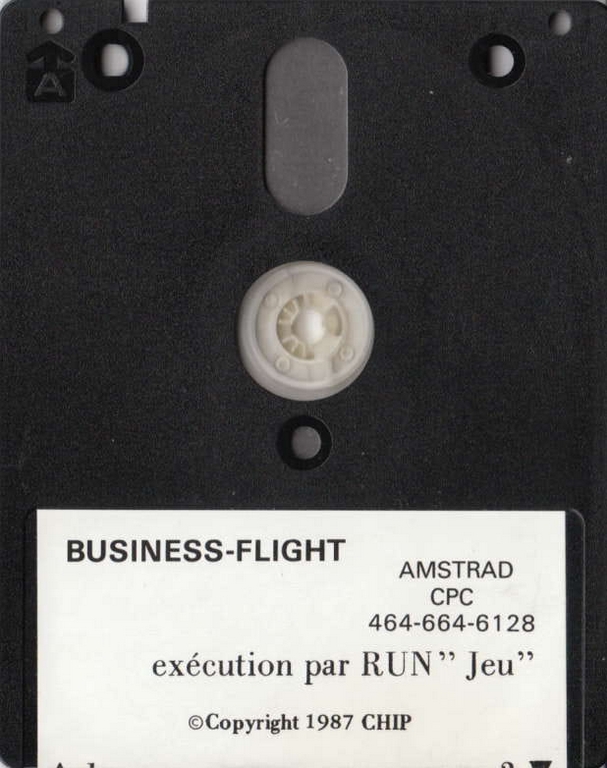 A
BUSINESS-FLIGHT
AMSTRAD
CPC
464-664-6128
exécution par RUN” Jeu”
©Copyright 1987 CHIP